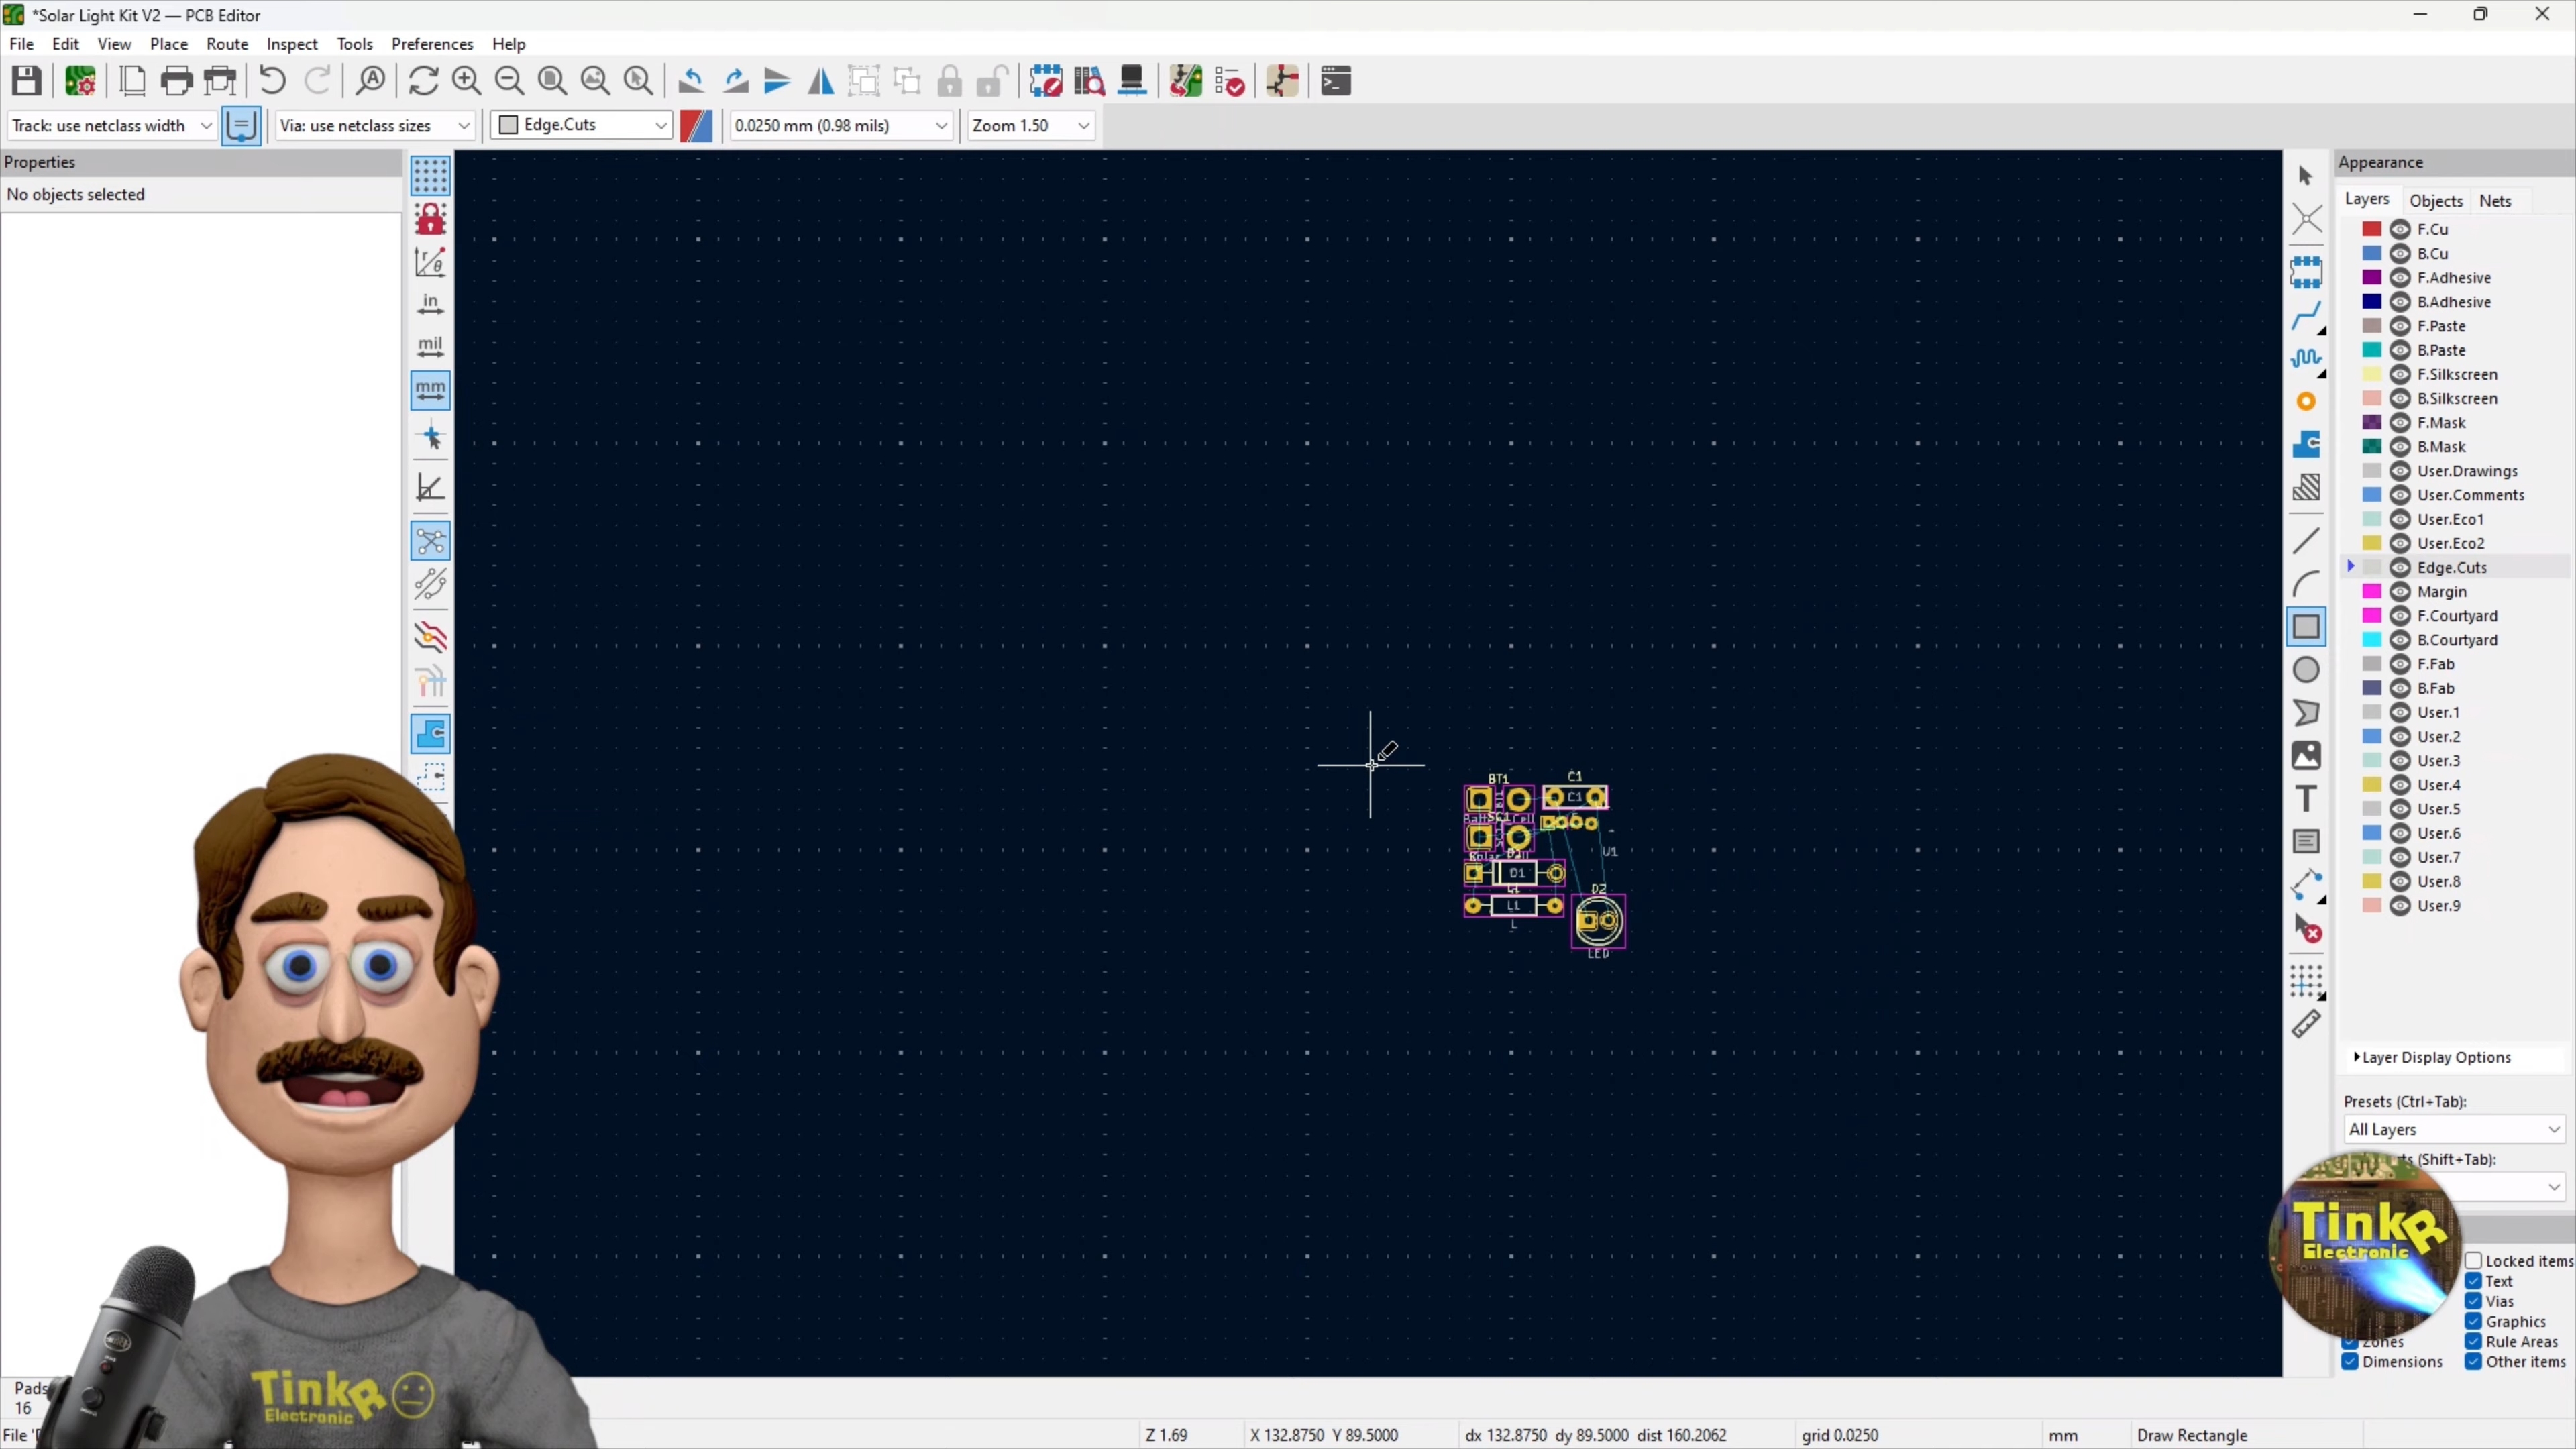 *Solar Light Kit V2 — PCB Editor
File Edit View Place Route Inspect Tools Preferences Help
Track: use netclass width Via: use netclass sizes Edge.Cuts 0.0250 mm (0.98 mils) Zoom 1.50
Properties
No objects selected
in
mil
mm
BT1 C1
C1
U1
D1
D2
L1
L
LED
Appearance
Layers Objects Nets
F.Cu
B.Cu
F.Adhesive
B.Adhesive
F.Paste
B.Paste
F.Silkscreen
B.Silkscreen
F.Mask
B.Mask
User.Drawings
User.Comments
User.Eco1
User.Eco2
Edge.Cuts
Margin
F.Courtyard
B.Courtyard
F.Fab
B.Fab
User.1
User.2
User.3
User.4
User.5
User.6
User.7
User.8
User.9
Layer Display Options
Presets (Ctrl+Tab):
All Layers
(Shift+Tab):
TinkR
Electronic
Locked items
Text
Vias
Graphics
Zones Rule Areas
Dimensions Other items
TinkR
Electronic
Pads
16
File
Z 1.69 X 132.8750 Y 89.5000 dx 132.8750 dy 89.5000 dist 160.2062 grid 0.0250 mm Draw Rectangle